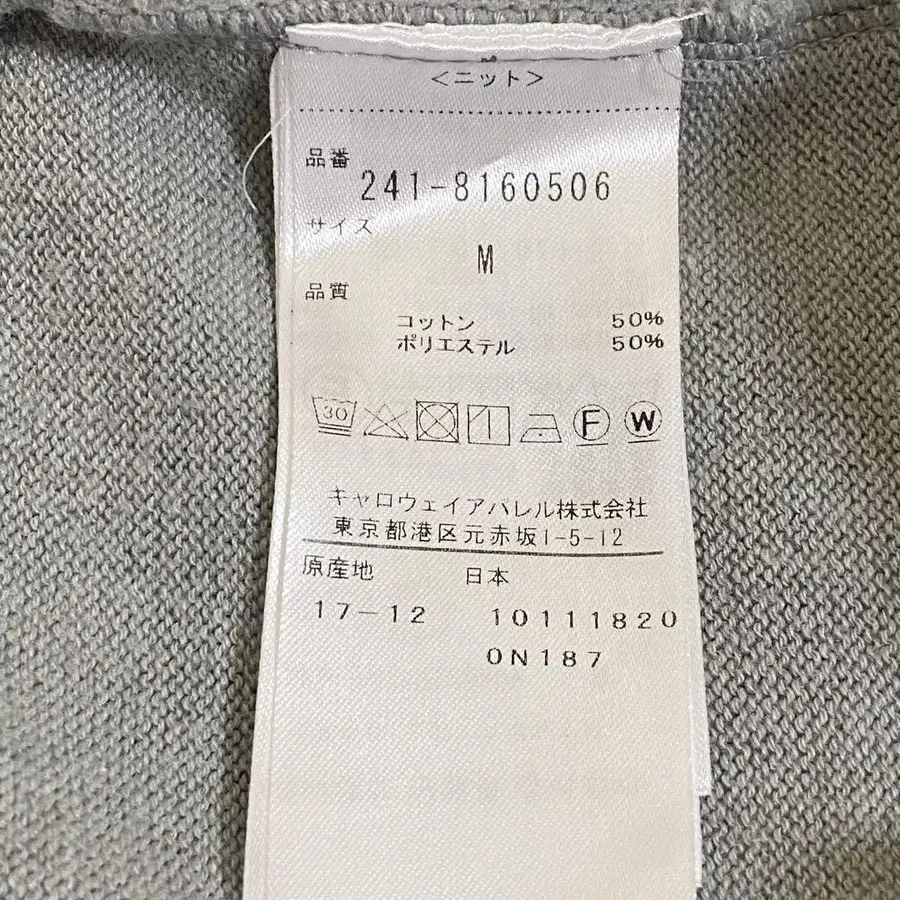 <ニット>
品番
241-8160506
サイズ
M
品質
コットン 50%
ポリエステル 50%
30 F W
キャロウェイアパレル株式会社
東京都港区元赤坂1-5-12
原産地 日本
17-12 10111820
0N187